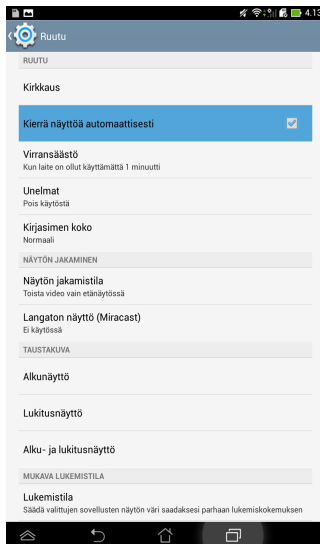 4.13
Ruutu
RUUTU
Kirkkaus
Kierrä näyttöä automaattisesti
Virransäästö
Kun laite on ollut käyttämättä 1 minuutti
Unelmat
Pois käytöstä
Kirjasimen koko
Normaali
NÄYTÖN JAKAMINEN
Näytön jakamistila
Toista video vain etänäytössä
Langaton näyttö (Miracast)
Ei käytössä
TAUSTAKUVA
Alkunäyttö
Lukitusnäyttö
Alku- ja lukitusnäyttö
MUKAVA LUKEMISTILA
Lukemistila
Säädä valittujen sovellusten näytön väri saadaksesi parhaan lukemiskokemuksen